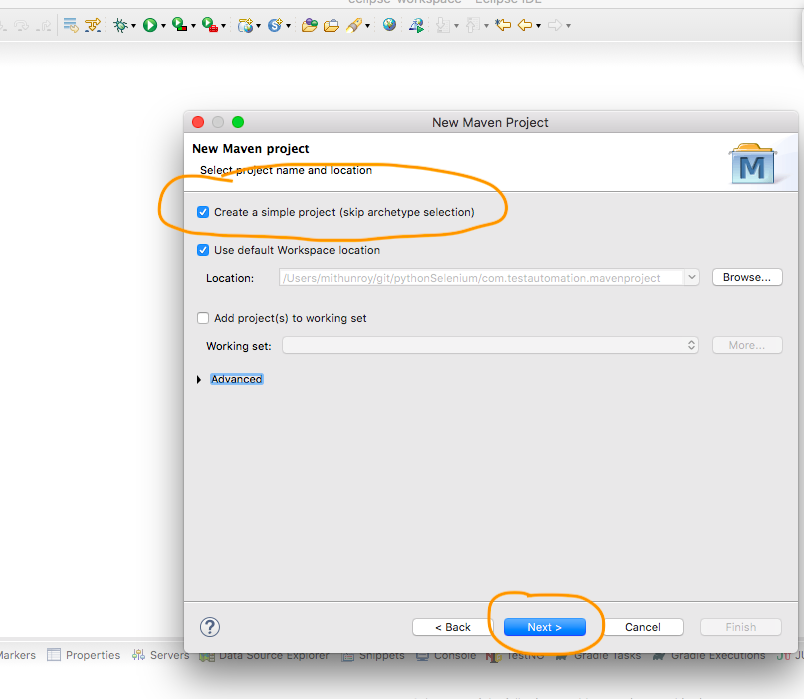 eclipse-workspace - Eclipse IDE
New Maven Project
New Maven project
Select project name and location
M
Create a simple project (skip archetype selection)
Use default Workspace location
Location:
/Users/mithunroy/git/pythonSelenium/com.testautomation.mavenproject
Browse...
Add project(s) to working set
Working set:
More...
Advanced
?
< Back
Next >
Cancel
Finish
Markers
Properties
Servers
Data Source Explorer
Snippets
Console
TestNG
Gradle Tasks
Gradle Executions